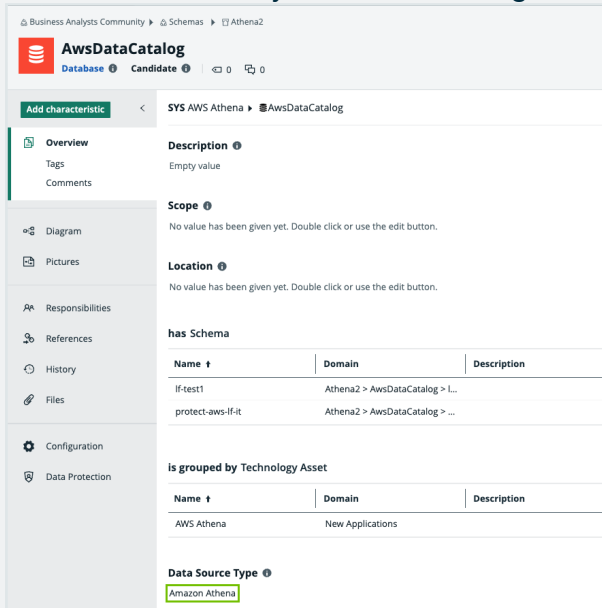 Business Analysts Community Schemas Athena2
AwsDataCatalog
Database Candidate 0 0
Add characteristic
SYS AWS Athena AwsDataCatalog
Overview
Tags
Comments
Diagram
Pictures
Responsibilities
References
History
Files
Configuration
Data Protection
Description
Empty value
Scope
No value has been given yet. Double click or use the edit button.
Location
No value has been given yet. Double click or use the edit button.
has Schema
Name Domain Description
lf-test1 Athena2 > AwsDataCatalog > l...
protect-aws-lf-it Athena2 > AwsDataCatalog > ...
is grouped by Technology Asset
Name Domain Description
AWS Athena New Applications
Data Source Type
Amazon Athena